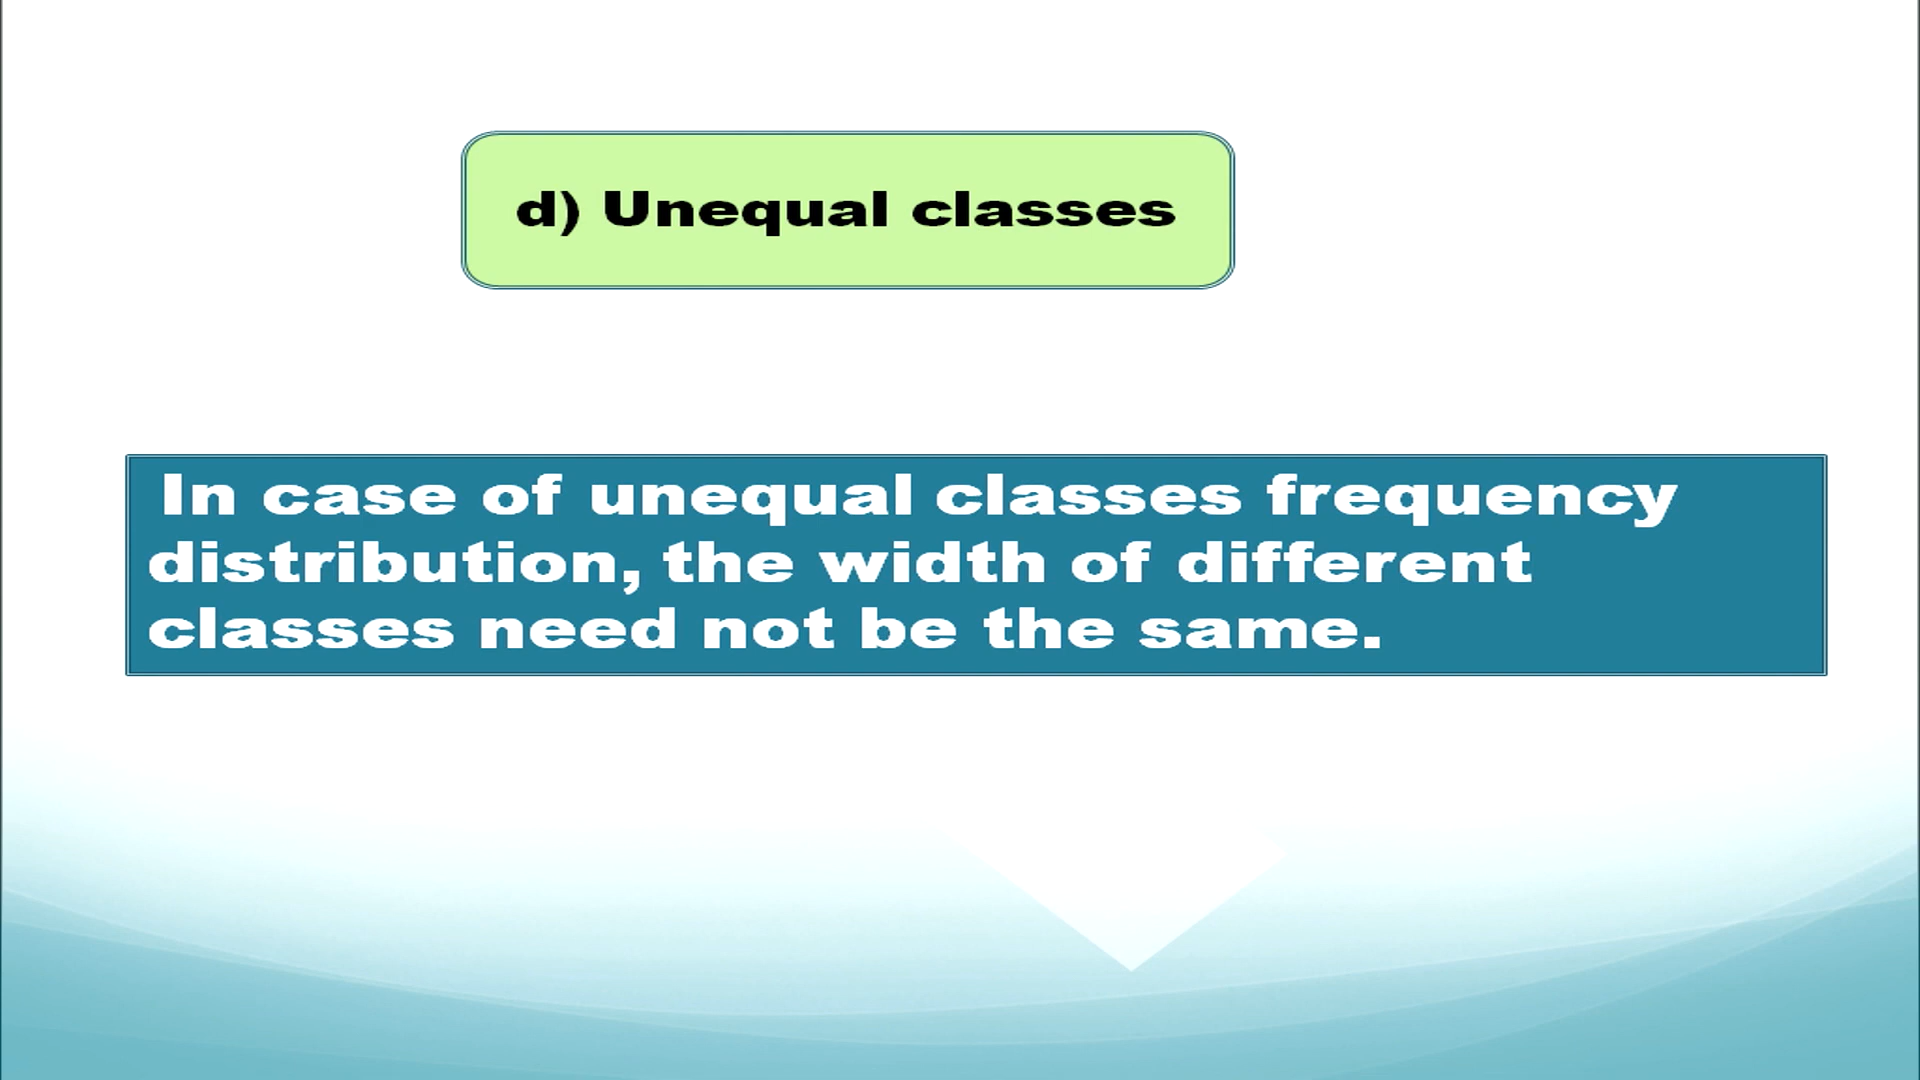 d) Unequal classes
In case of unequal classes frequency
distribution, the width of different
classes need not be the same.